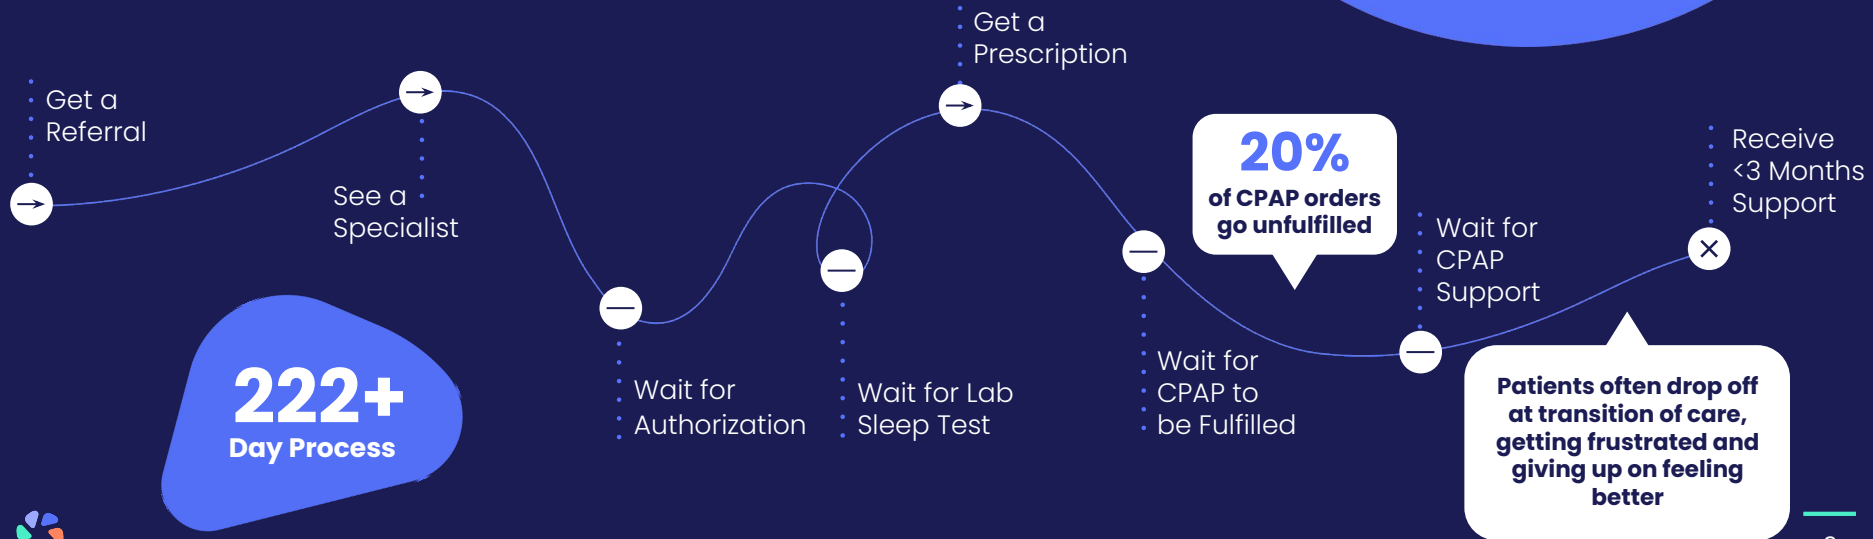 Get a
Referral
See a
Specialist
222+
Day Process
Wait for
Authorization
Wait for Lab
Sleep Test
Get a
Prescription
Wait for
CPAP to
be Fulfilled
20%
of CPAP orders
go unfulfilled
Wait for
CPAP
Support
Patients often drop off
at transition of care,
getting frustrated and
giving up on feeling
better
Receive
<3 Months
Support